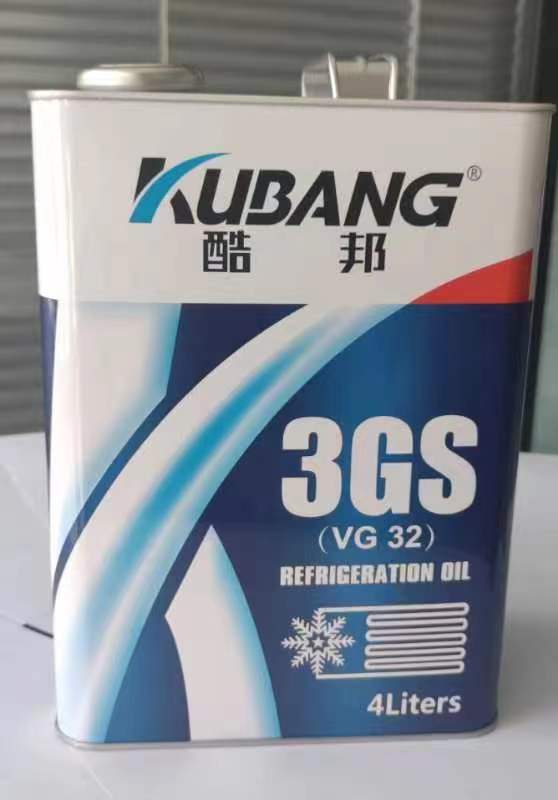 KUBANG®
酷邦
3GS
(VG 32)
REFRIGERATION OIL
4Liters